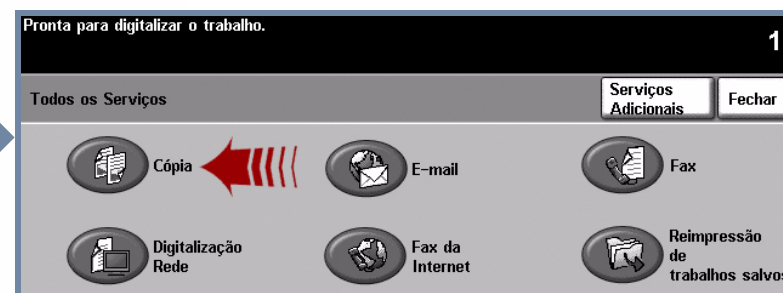 Pronta para digitalizar o trabalho.
1
Todos os Serviços
Serviços
Adicionais
Fechar
Cópia
E-mail
Fax
Digitalização
Rede
Fax da
Internet
Reimpressão
de
trabalhos salvos